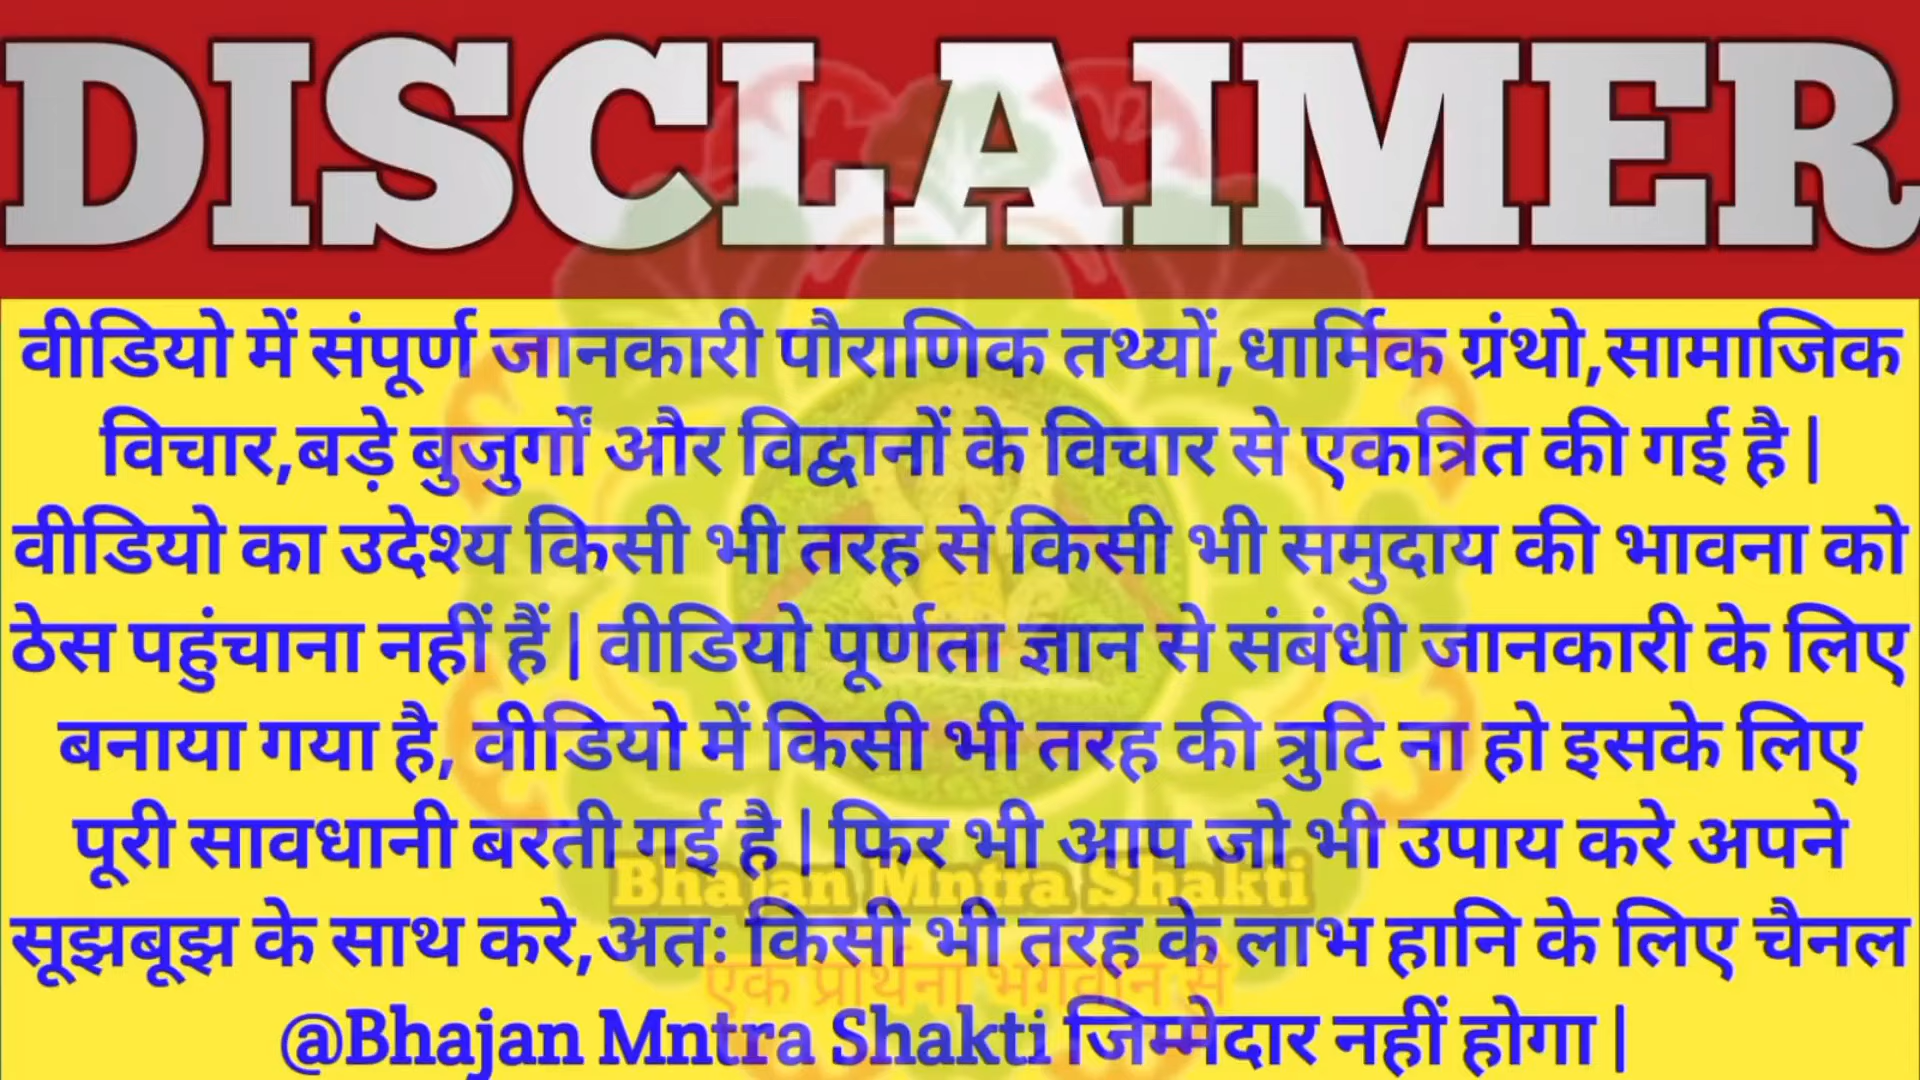 DISCLAIMER
वीडियो में संपूर्ण जानकारी पौराणिक तथ्यों,धार्मिक ग्रंथो,सामाजिक
विचार,बड़े बुजुर्गों और विद्वानों के विचार से एकत्रित की गई है |
वीडियो का उदेश्य किसी भी तरह से किसी भी समुदाय की भावना को
ठेस पहुंचाना नहीं हैं | वीडियो पूर्णता ज्ञान से संबंधी जानकारी के लिए
बनाया गया है, वीडियो में किसी भी तरह की त्रुटि ना हो इसके लिए
पूरी सावधानी बरती गई है | फिर भी आप जो भी उपाय करे अपने
Bhajan Mntra Shakti
सूझबूझ के साथ करे,अतः किसी भी तरह के लाभ हानि के लिए चैनल
एक प्रार्थना भगवान से
@Bhajan Mntra Shakti जिम्मेदार नहीं होगा |